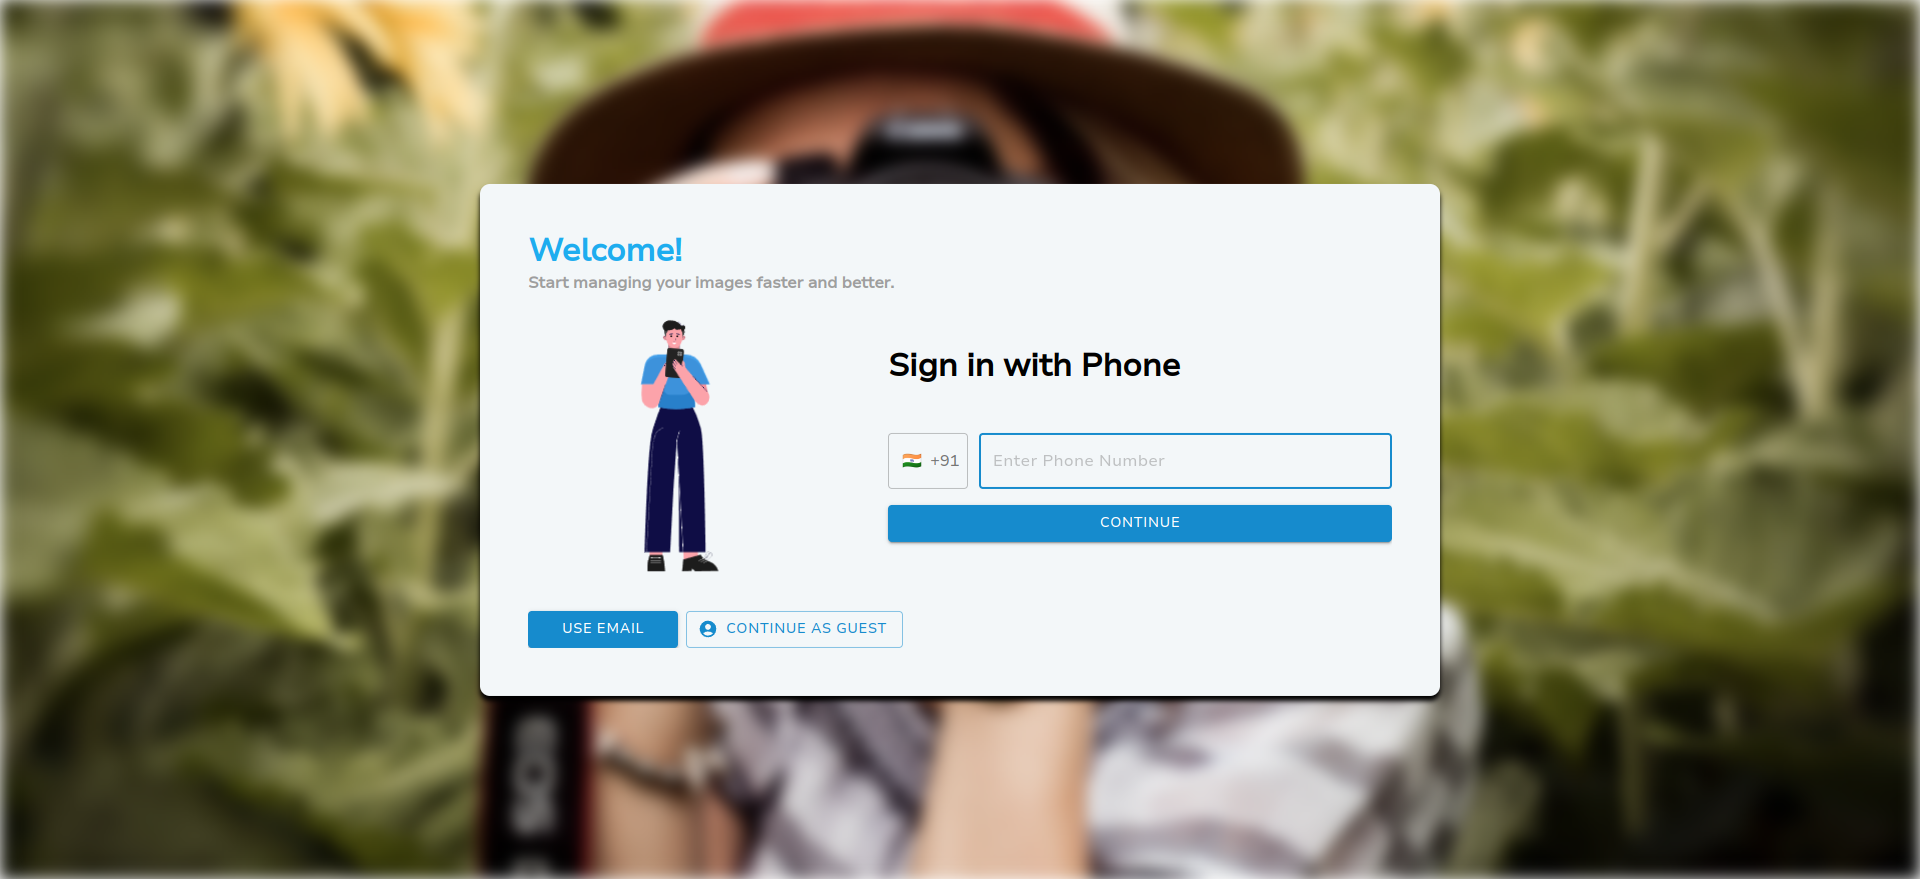 Welcome!
Start managing your images faster and better.
Sign in with Phone
+91
Enter Phone Number
CONTINUE
USE EMAIL
CONTINUE AS GUEST
EOS